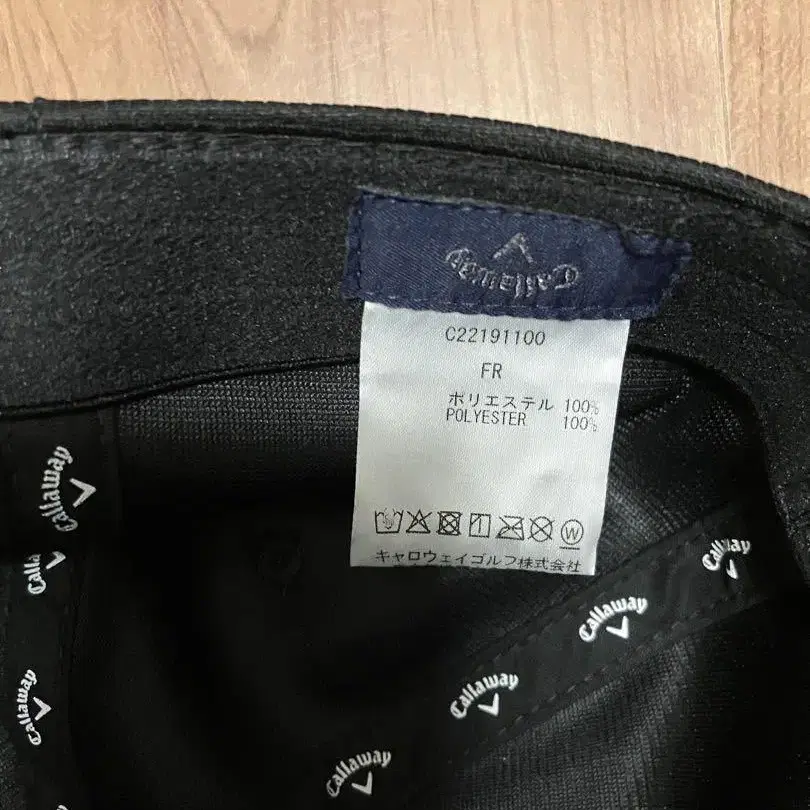 Callaway
C22191100
FR
ポリエステル 100%
POLYESTER 100%
W
キャロウェイゴルフ株式会社
Callaway
Callaway
Callaway
Callaway
Callaway
Callaway
Callaway